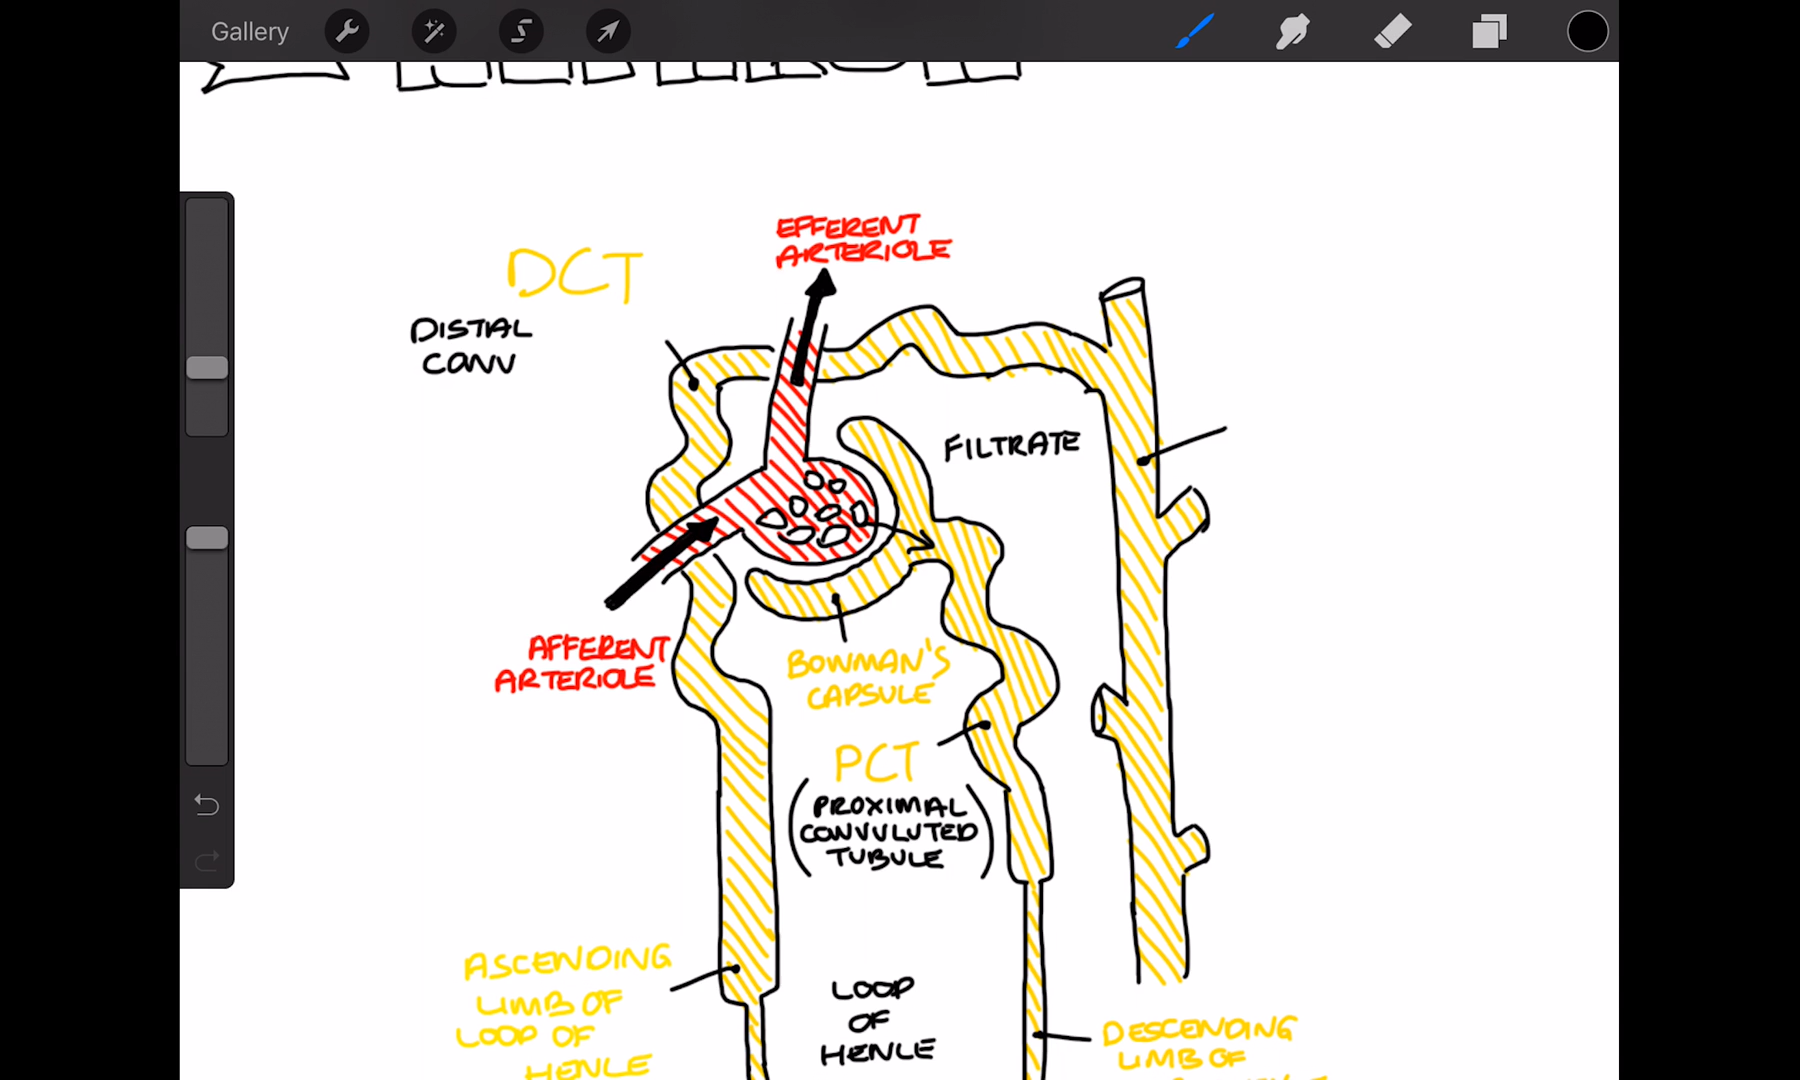 Gallery
EFFERENT
ARTERIOLE
DCT
DISTIAL
CONV
FILTRATE
AFFERENT
ARTERIOLE
BOWMAN'S
CAPSULE
PCT
(PROXIMAL
CONVULUTED
TUBULE)
ASCENDING
LIMB OF
LOOP OF
HENLE
LOOP
OF
HENLE
DESCENDING
LIMB OF